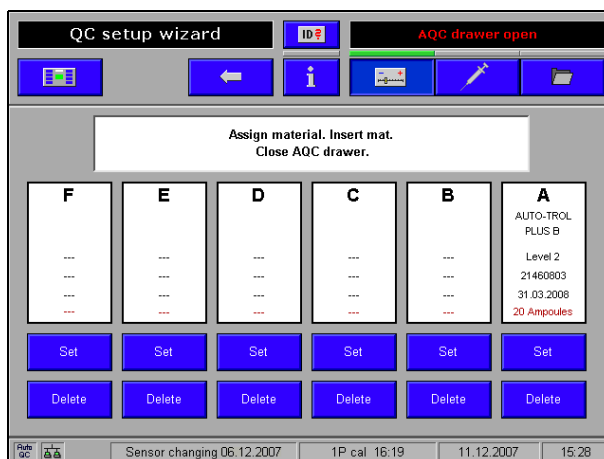 QC setup wizard
ID?
AQC drawer open
i
Assign material. Insert mat.
Close AQC drawer.
F
---
---
---
---
E
---
---
---
---
D
---
---
---
---
C
---
---
---
---
B
---
---
---
---
A
AUTO-TROL
PLUS B
Level 2
21460803
31.03.2008
20 Ampoules
Set Set Set Set Set Set
Delete Delete Delete Delete Delete Delete
Auto
QC
Sensor changing 06.12.2007 1P cal 16:19 11.12.2007 15:28